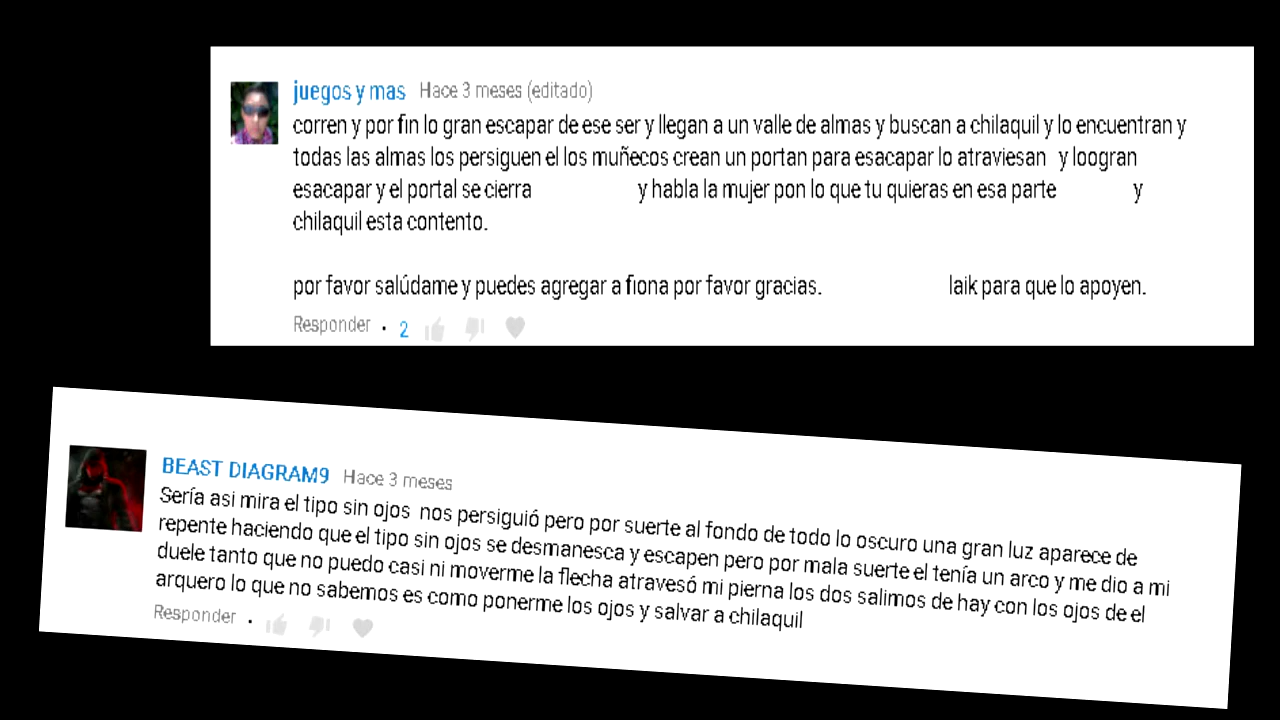 juegos y mas Hace 3 meses (editado)
corren y por fin lo gran escapar de ese ser y llegan a un valle de almas y buscan a chilaquil y lo encuentran y
todas las almas los persiguen el los muñecos crean un portan para esacapar lo atraviesan y loogran
esacapar y el portal se cierra y habla la mujer pon lo que tu quieras en esa parte y
chilaquil esta contento.
por favor salúdame y puedes agregar a fiona por favor gracias. laik para que lo apoyen.
Responder · 2
BEAST DIAGRAM9 Hace 3 meses
Sería asi mira el tipo sin ojos nos persiguió pero por suerte al fondo de todo lo oscuro una gran luz aparece de
repente haciendo que el tipo sin ojos se desmanesca y escapen pero por mala suerte el tenía un arco y me dio a mi
duele tanto que no puedo casi ni moverme la flecha atravesó mi pierna los dos salimos de hay con los ojos de el
arquero lo que no sabemos es como ponerme los ojos y salvar a chilaquil
Responder ·